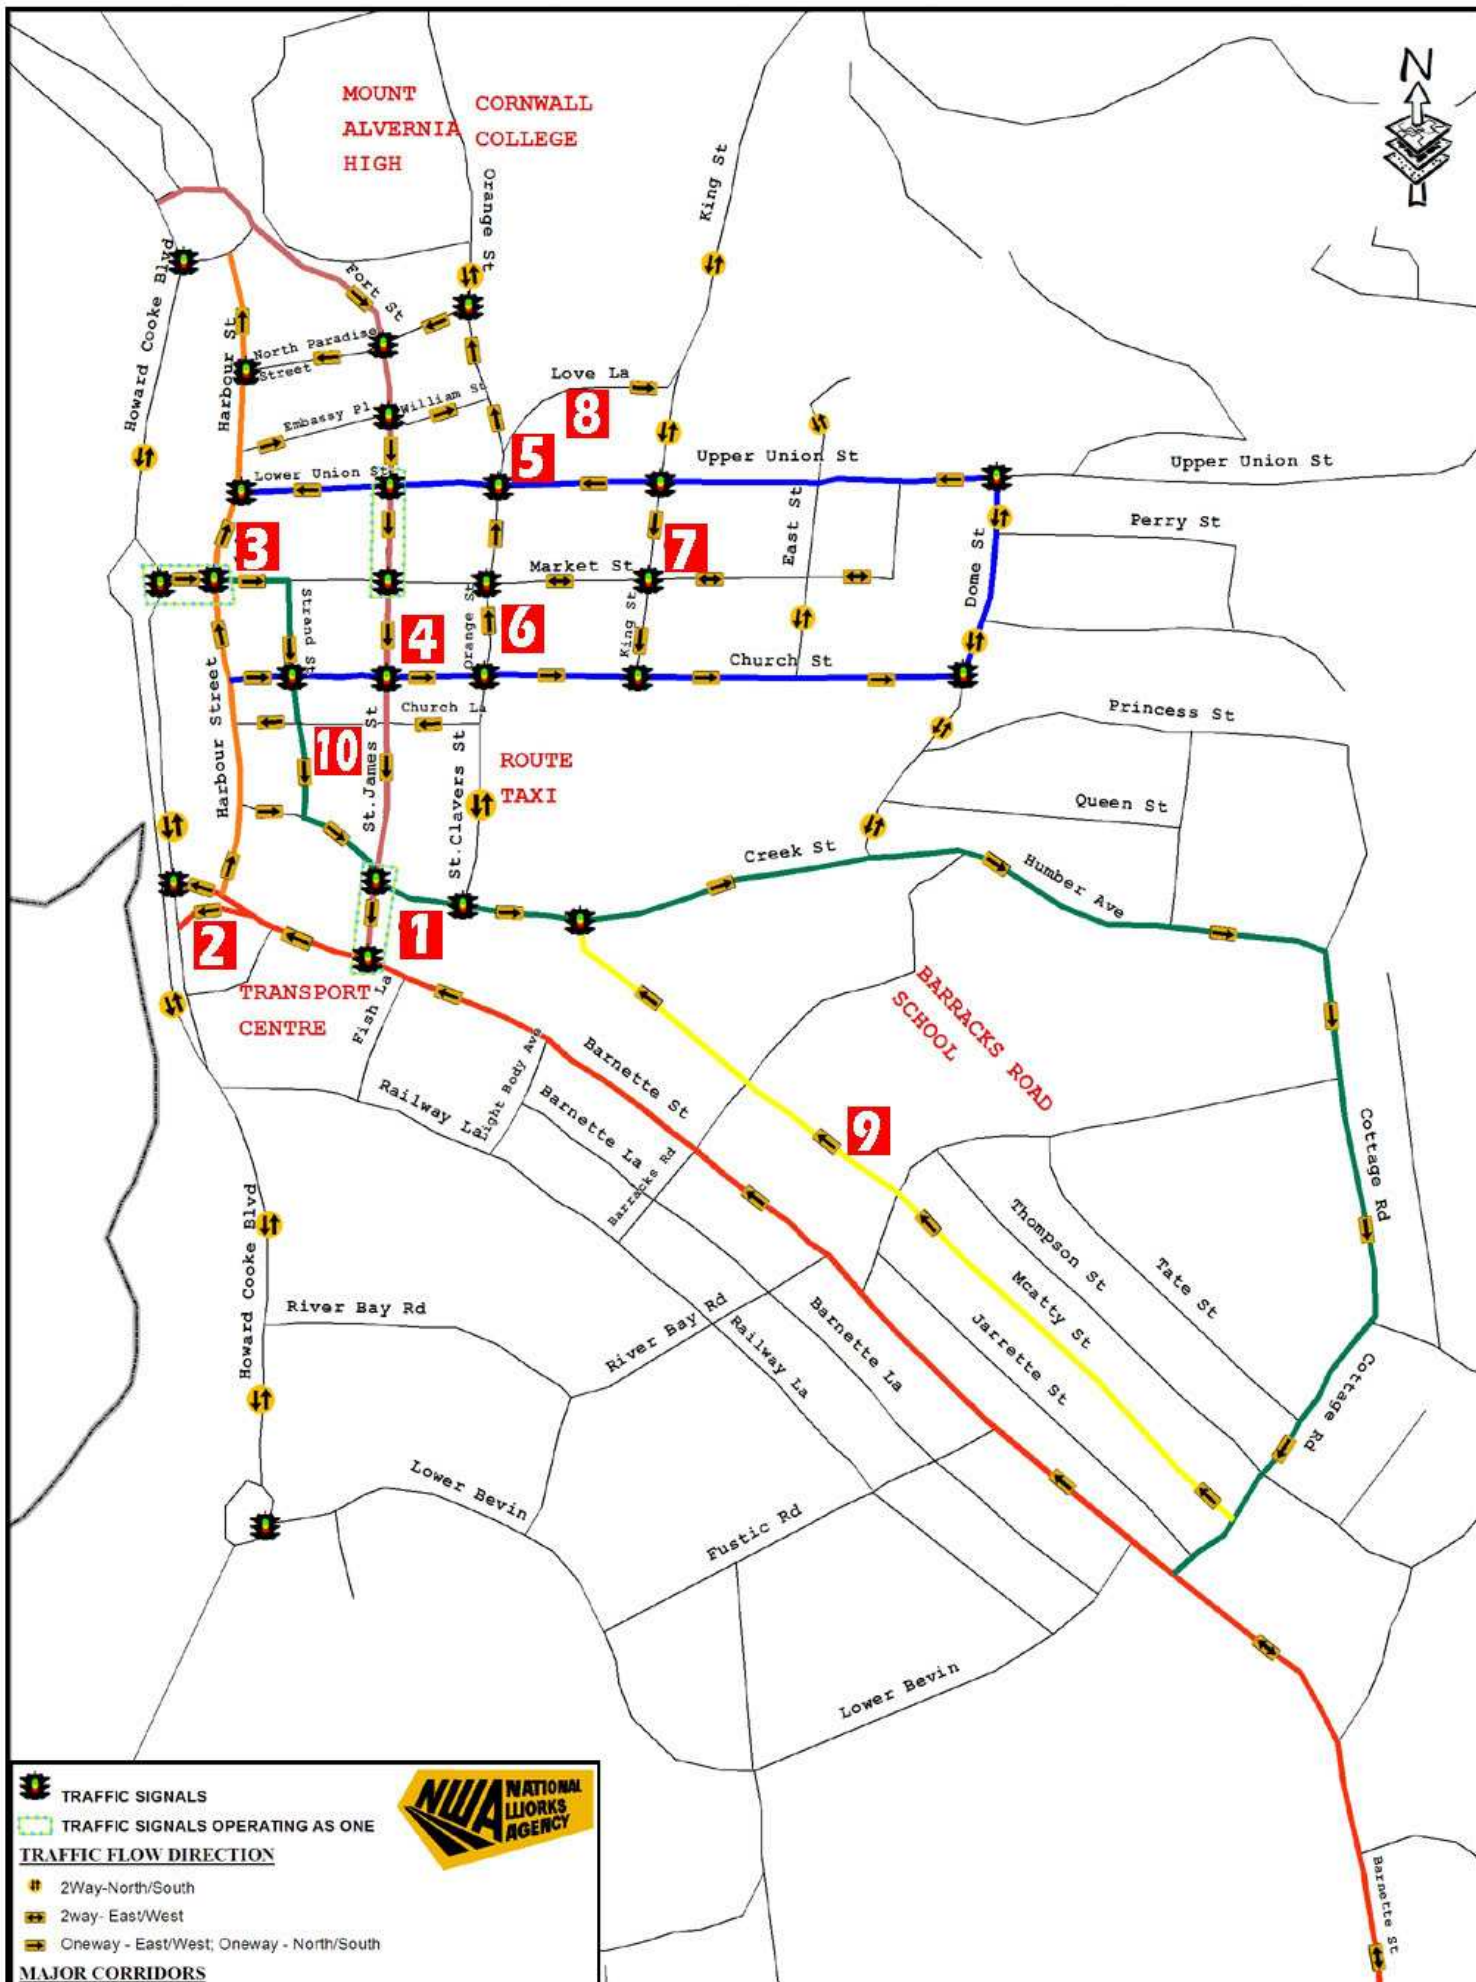 N
MOUNT
ALVERNIA
HIGH
CORNWALL
COLLEGE
Orange St
King St
Howard Cooke Blvd
Fort St
Harbour St
North Paradise
Street
Love La
8
Embassy Pl
William St
5
Lower Union St
Upper Union St
Upper Union St
3
7
East St
Perry St
Market St
Dome St
Strand St
4
Orange St
6
King St
Church St
Church La
Princess St
10
Harbour Street
St.James St
St.Clavers St
ROUTE
TAXI
Queen St
Creek St
Humber Ave
1
2
TRANSPORT
CENTRE
Fish La
BARRACKS ROAD
SCHOOL
Barnette St
Light Body Ave
Railway La
Barnette La
9
Barracks Rd
Cottage Rd
Howard Cooke Blvd
Thompson St
Tate St
Mcatty St
River Bay Rd
River Bay Rd
Railway La
Barnette La
Jarrette St
Cottage Rd
Lower Bevin
Fustic Rd
Lower Bevin
Barnette St
TRAFFIC SIGNALS
TRAFFIC SIGNALS OPERATING AS ONE
NWA NATIONAL
WORKS
AGENCY
TRAFFIC FLOW DIRECTION
2Way-North/South
2way- East/West
Oneway - East/West; Oneway - North/South
MAJOR CORRIDORS